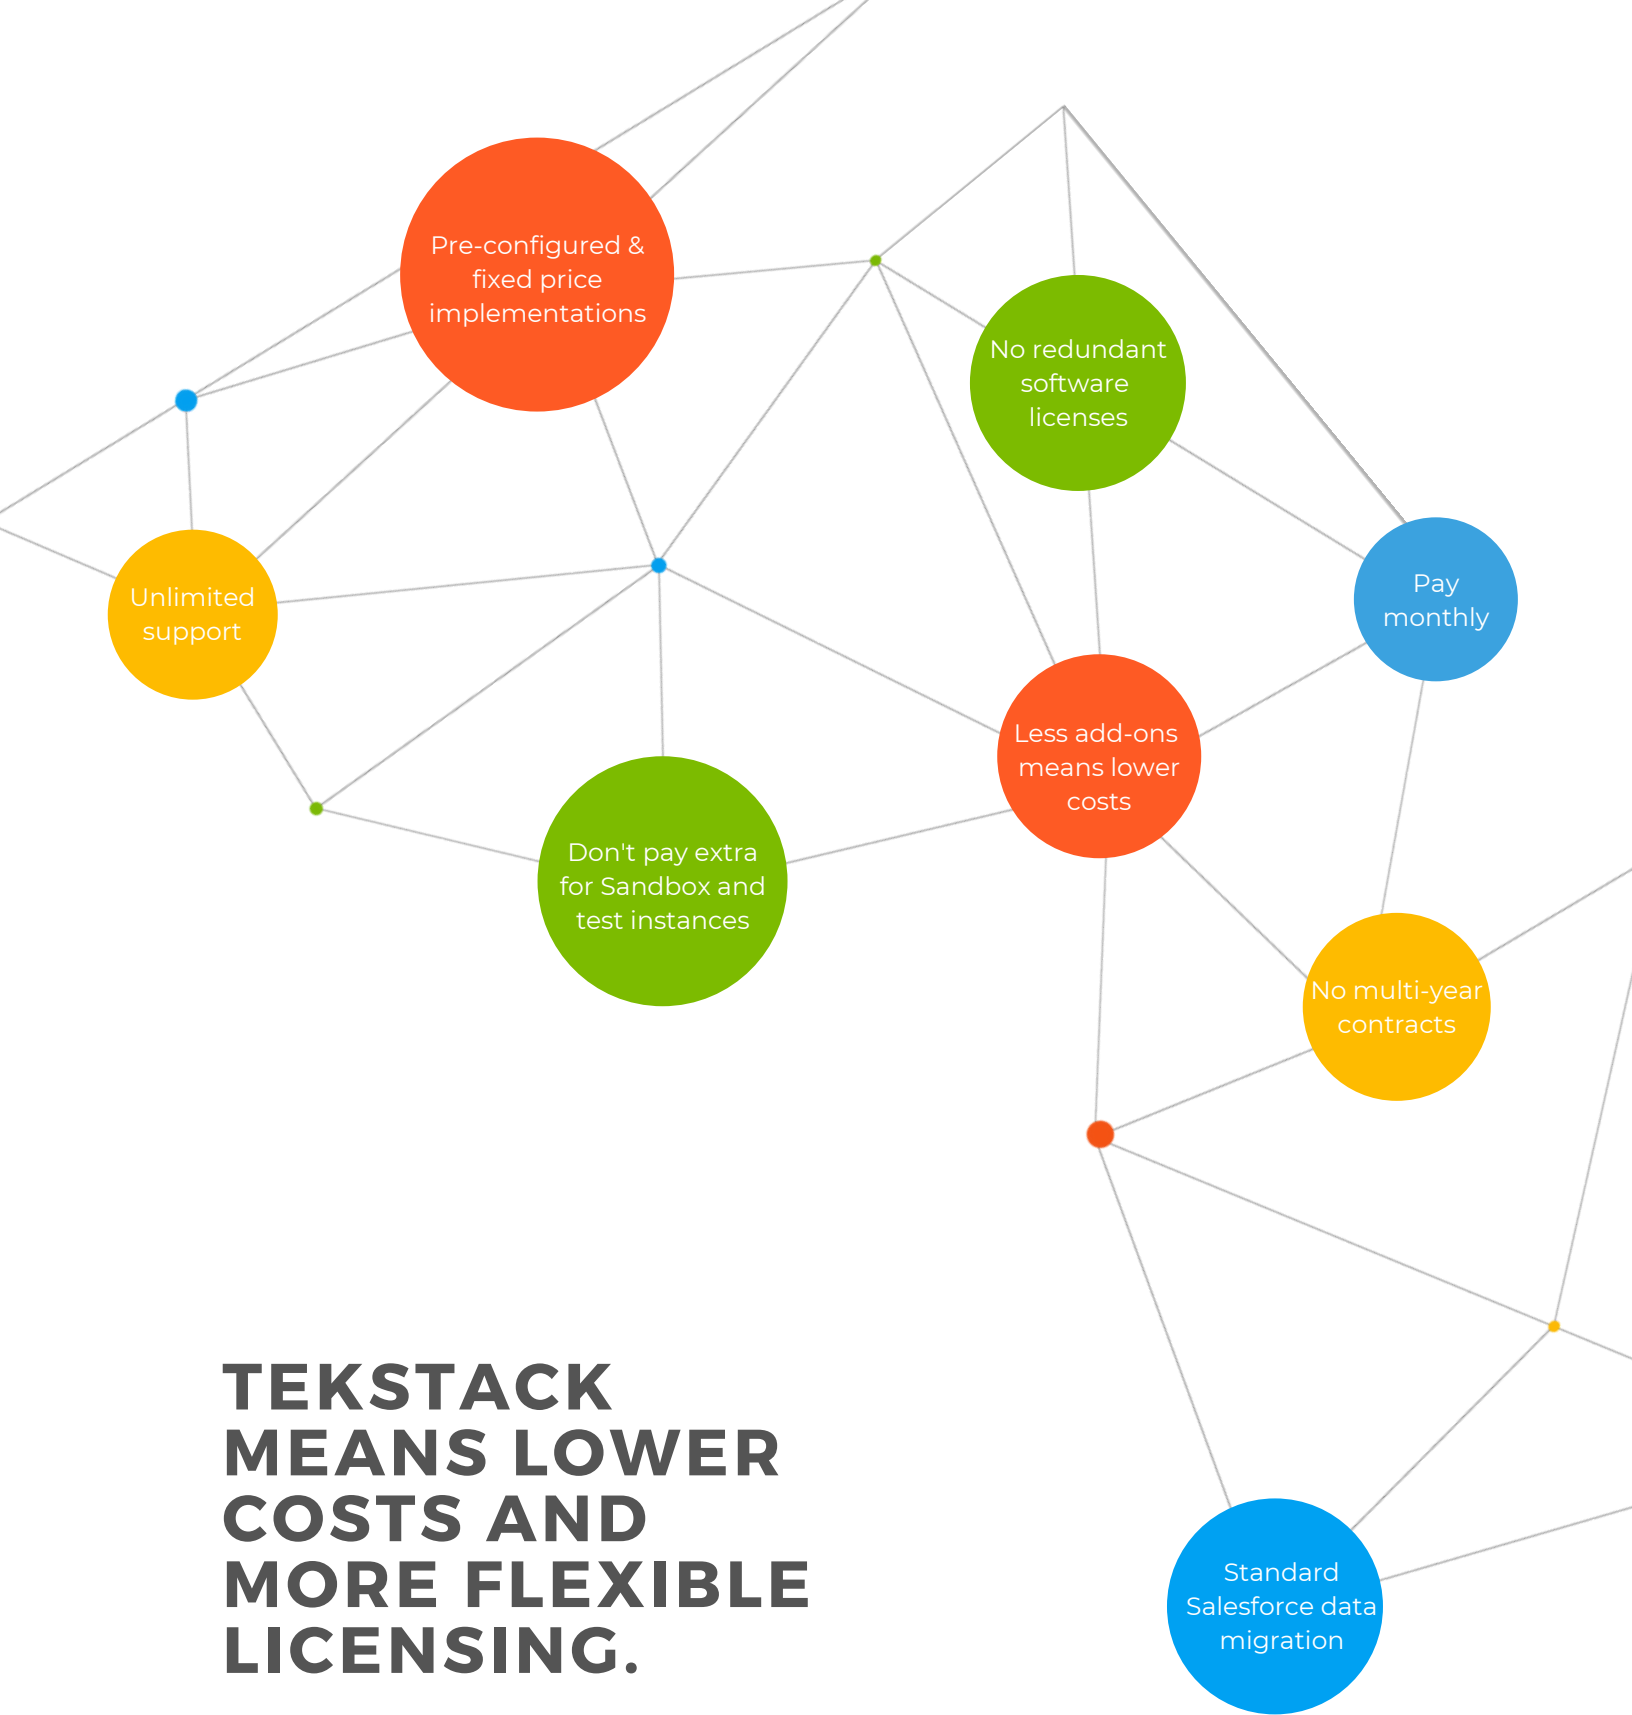 Pre-configured &
fixed price
implementations
No redundant
software
licenses
Unlimited
support
Pay
monthly
Less add-ons
means lower
costs
Don't pay extra
for Sandbox and
test instances
No multi-year
contracts
TEKSTACK
MEANS LOWER
COSTS AND
MORE FLEXIBLE
LICENSING.
Standard
Salesforce data
migration